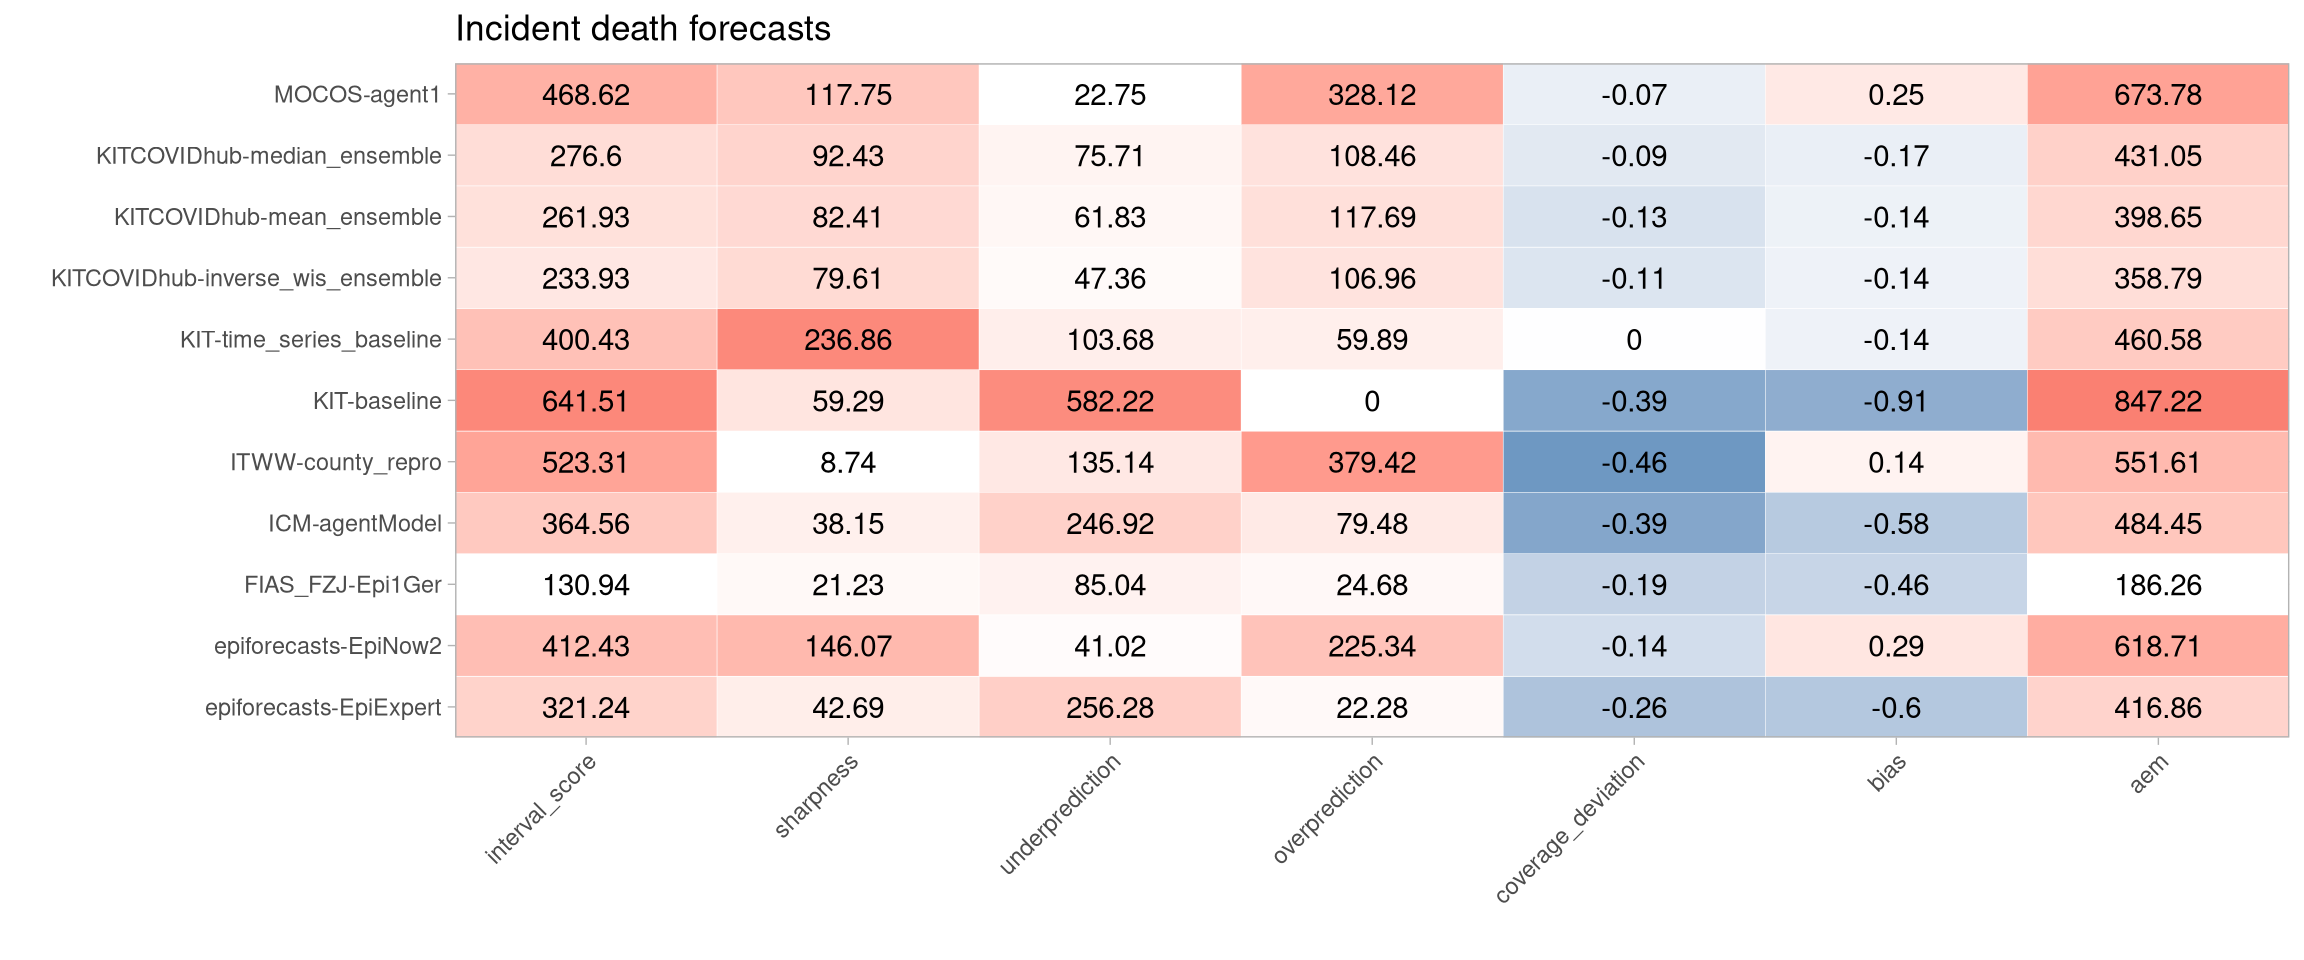 Incident death forecasts
MOCOS-agent1 468.62 117.75 22.75 328.12 -0.07 0.25 673.78
KITCOVIDhub-median_ensemble 276.6 92.43 75.71 108.46 -0.09 -0.17 431.05
KITCOVIDhub-mean_ensemble 261.93 82.41 61.83 117.69 -0.13 -0.14 398.65
KITCOVIDhub-inverse_wis_ensemble 233.93 79.61 47.36 106.96 -0.11 -0.14 358.79
KIT-time_series_baseline 400.43 236.86 103.68 59.89 0 -0.14 460.58
KIT-baseline 641.51 59.29 582.22 0 -0.39 -0.91 847.22
ITWW-county_repro 523.31 8.74 135.14 379.42 -0.46 0.14 551.61
ICM-agentModel 364.56 38.15 246.92 79.48 -0.39 -0.58 484.45
FIAS_FZJ-Epi1Ger 130.94 21.23 85.04 24.68 -0.19 -0.46 186.26
epiforecasts-EpiNow2 412.43 146.07 41.02 225.34 -0.14 0.29 618.71
epiforecasts-EpiExpert 321.24 42.69 256.28 22.28 -0.26 -0.6 416.86
interval_score sharpness underprediction overprediction coverage_deviation bias aem